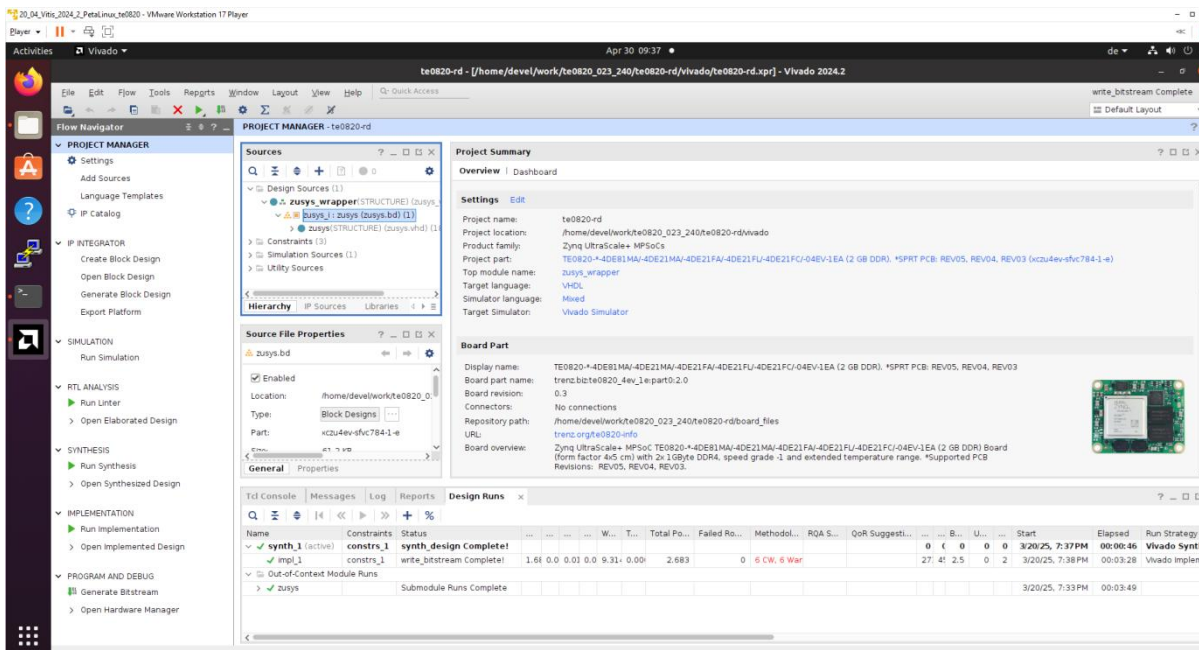 20_04_Vitis_2024_2_PetaLinux_te0820 - VMware Workstation 17 Player
Player
Activities Vivado Apr 30 09:37 de
te0820-rd - [/home/devel/work/te0820_023_240/te0820-rd/vivado/te0820-rd.xpr] - Vivado 2024.2
File Edit Flow Tools Reports Window Layout View Help Quick Access write_bitstream Complete
Default Layout
Flow Navigator
PROJECT MANAGER
Settings
Add Sources
Language Templates
IP Catalog
IP INTEGRATOR
Create Block Design
Open Block Design
Generate Block Design
Export Platform
SIMULATION
Run Simulation
RTL ANALYSIS
Run Linter
Open Elaborated Design
SYNTHESIS
Run Synthesis
Open Synthesized Design
IMPLEMENTATION
Run Implementation
Open Implemented Design
PROGRAM AND DEBUG
Generate Bitstream
Open Hardware Manager
PROJECT MANAGER - te0820-rd
Sources
Design Sources (1)
zusys_wrapper(STRUCTURE) (zusys_
zusys_i : zusys (zusys.bd) (1)
zusys(STRUCTURE) (zusys.vhd) (1
Constraints (3)
Simulation Sources (1)
Utility Sources
Hierarchy IP Sources Libraries
Source File Properties
zusys.bd
Enabled
Location: /home/devel/work/te0820_0
Type: Block Designs
Part: xczu4ev-sfvc784-1-e
General Properties
Project Summary
Overview Dashboard
Settings Edit
Project name: te0820-rd
Project location: /home/devel/work/te0820_023_240/te0820-rd/vivado
Product family: Zynq UltraScale+ MPSoCs
Project part: TE0820-*-4DE81MA/-4DE21MA/-4DE21FA/-4DE21FL/-4DE21FC/-04EV-1EA (2 GB DDR). *SPRT PCB: REV05, REV04, REV03 (xczu4ev-sfvc784-1-e)
Top module name: zusys_wrapper
Target language: VHDL
Simulator language: Mixed
Target Simulator: Vivado Simulator
Board Part
Display name: TE0820-*-4DE81MA/-4DE21MA/-4DE21FA/-4DE21FL/-4DE21FC/-04EV-1EA (2 GB DDR). *SPRT PCB: REV05, REV04, REV03
Board part name: trenz.biz:te0820_4ev_1e:part0:2.0
Board revision: 0.3
Connectors: No connections
Repository path: /home/devel/work/te0820_023_240/te0820-rd/board_files
URL: trenz.org/te0820-info
Board overview: Zynq UltraScale+ MPSoC TE0820-*-4DE81MA/-4DE21MA/-4DE21FA/-4DE21FL/-4DE21FC/-04EV-1EA (2 GB DDR) Board
(form factor 4x5 cm) with 2x 1GByte DDR4, speed grade -1 and extended temperature range. *Supported PCB
Revisions: REV05, REV04, REV03.
Tcl Console Messages Log Reports Design Runs
Name Constraints Status ... ... ... ... W... T... Total Po... Failed Ro... Methodol... RQA S... QoR Suggesti... ... ... B... U... ... Start Elapsed Run Strategy
synth_1 (active) constrs_1 synth_design Complete! 0 0 0 0 3/20/25, 7:37PM 00:00:46 Vivado Synt
impl_1 constrs_1 write_bitstream Complete! 2.683 0 6 CW, 6 War 2.5 0 2 3/20/25, 7:38PM 00:03:28 Vivado Implem
Out-of-Context Module Runs
zusys Submodule Runs Complete 3/20/25, 7:33PM 00:03:49